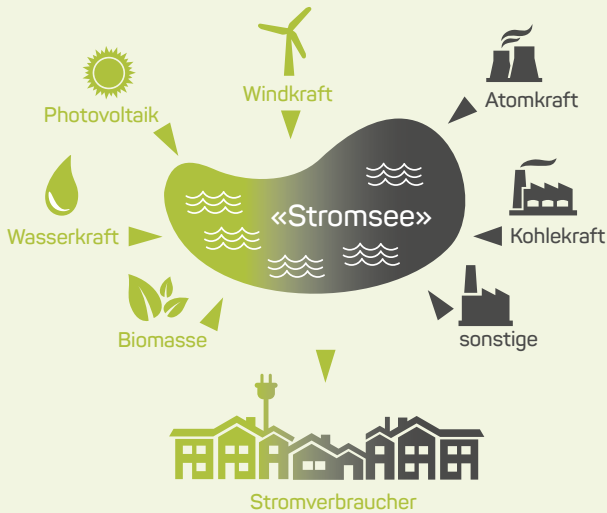 Windkraft
Photovoltaik
Atomkraft
«Stromsee»
Wasserkraft
Kohlekraft
Biomasse
sonstige
Stromverbraucher